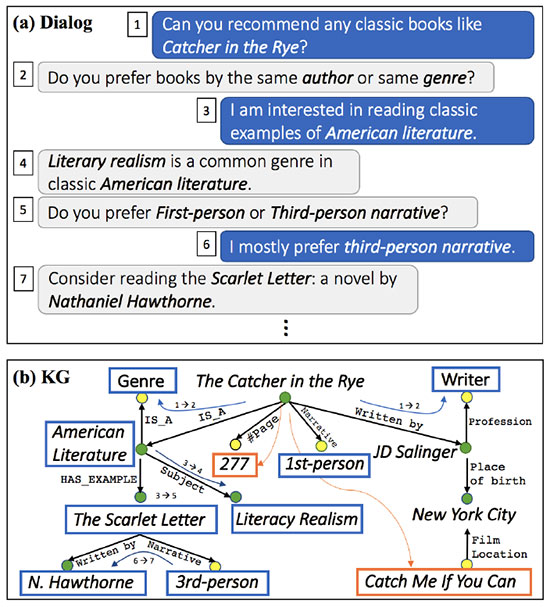 (a) Dialog
1
Can you recommend any classic books like
Catcher in the Rye?
2
Do you prefer books by the same author or same genre?
3
I am interested in reading classic
examples of American literature.
4
Literary realism is a common genre in
classic American literature.
5
Do you prefer First-person or Third-person narrative?
6
I mostly prefer third-person narrative.
7
Consider reading the Scarlet Letter: a novel by
Nathaniel Hawthorne.
(b) KG
Genre
The Catcher in the Rye
Writer
1→2
1→2
IS_A
IS_A
#Page
Narrative
Written by
Profession
American
Literature
3→4
Subject
277
1st-person
JD Salinger
HAS_EXAMPLE
3→5
Place
of birth
The Scarlet Letter
Literacy Realism
New York City
Written by
Narrative
6→7
Film
Location
N. Hawthorne
3rd-person
Catch Me If You Can